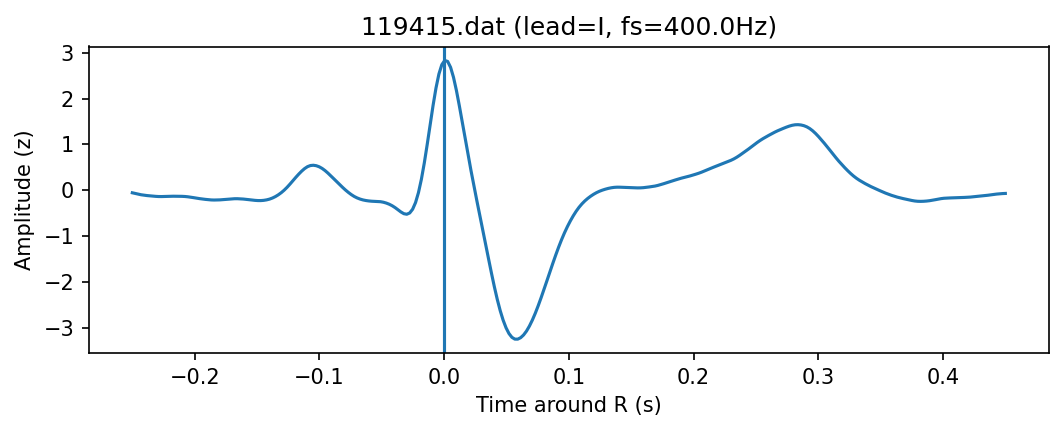 119415.dat (lead=I, fs=400.0Hz)
Amplitude (z)
3
2
1
0
−1
−2
−3
−0.2 −0.1 0.0 0.1 0.2 0.3 0.4
Time around R (s)